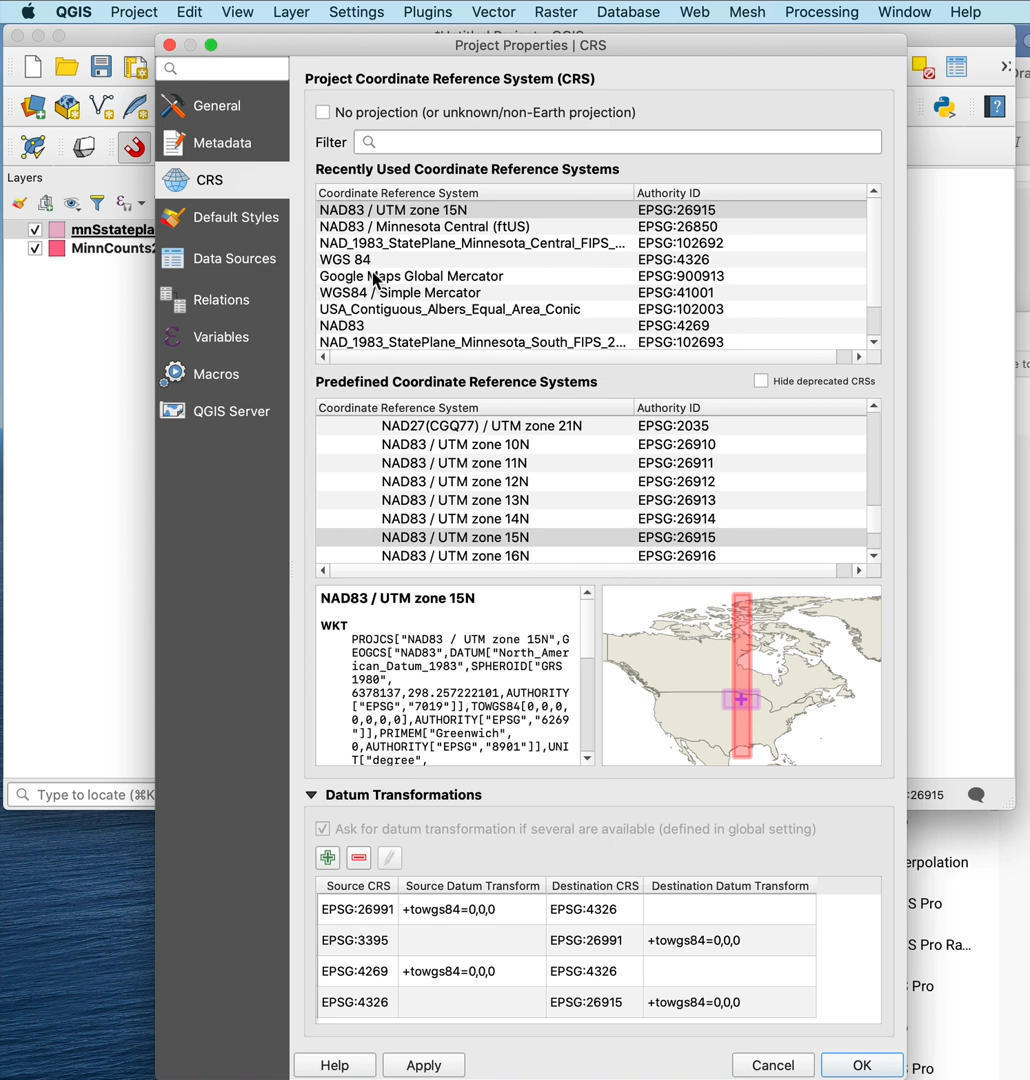 QGIS Project Edit View Layer Settings Plugins Vector Raster Database Web Mesh Processing Window Help
Project Properties | CRS
General
Metadata
CRS
Default Styles
Data Sources
Relations
Variables
Macros
QGIS Server
Layers
mnSstatepla
MinnCounts2
Type to locate (⌘K
Project Coordinate Reference System (CRS)
No projection (or unknown/non-Earth projection)
Filter
Recently Used Coordinate Reference Systems
Coordinate Reference System Authority ID
NAD83 / UTM zone 15N EPSG:26915
NAD83 / Minnesota Central (ftUS) EPSG:26850
NAD_1983_StatePlane_Minnesota_Central_FIPS_... EPSG:102692
WGS 84 EPSG:4326
Google Maps Global Mercator EPSG:900913
WGS84 / Simple Mercator EPSG:41001
USA_Contiguous_Albers_Equal_Area_Conic EPSG:102003
NAD83 EPSG:4269
NAD_1983_StatePlane_Minnesota_South_FIPS_2... EPSG:102693
Predefined Coordinate Reference Systems Hide deprecated CRSs
Coordinate Reference System Authority ID
NAD27(CGQ77) / UTM zone 21N EPSG:2035
NAD83 / UTM zone 10N EPSG:26910
NAD83 / UTM zone 11N EPSG:26911
NAD83 / UTM zone 12N EPSG:26912
NAD83 / UTM zone 13N EPSG:26913
NAD83 / UTM zone 14N EPSG:26914
NAD83 / UTM zone 15N EPSG:26915
NAD83 / UTM zone 16N EPSG:26916
NAD83 / UTM zone 15N
WKT
PROJCS["NAD83 / UTM zone 15N",G
EOGCS["NAD83",DATUM["North_Amer
ican_Datum_1983",SPHEROID["GRS
1980",
6378137,298.257222101,AUTHORITY
["EPSG","7019"]],TOWGS84[0,0,0,
0,0,0,0],AUTHORITY["EPSG","6269
"]],PRIMEM["Greenwich",
0,AUTHORITY["EPSG","8901"]],UNI
T["degree",
Datum Transformations
Ask for datum transformation if several are available (defined in global setting)
Source CRS Source Datum Transform Destination CRS Destination Datum Transform
EPSG:26991 +towgs84=0,0,0 EPSG:4326
EPSG:3395 EPSG:26991 +towgs84=0,0,0
EPSG:4269 +towgs84=0,0,0 EPSG:4326
EPSG:4326 EPSG:26915 +towgs84=0,0,0
Help Apply Cancel OK
:26915
erpolation
S Pro
S Pro Ra...
Pro
Pro